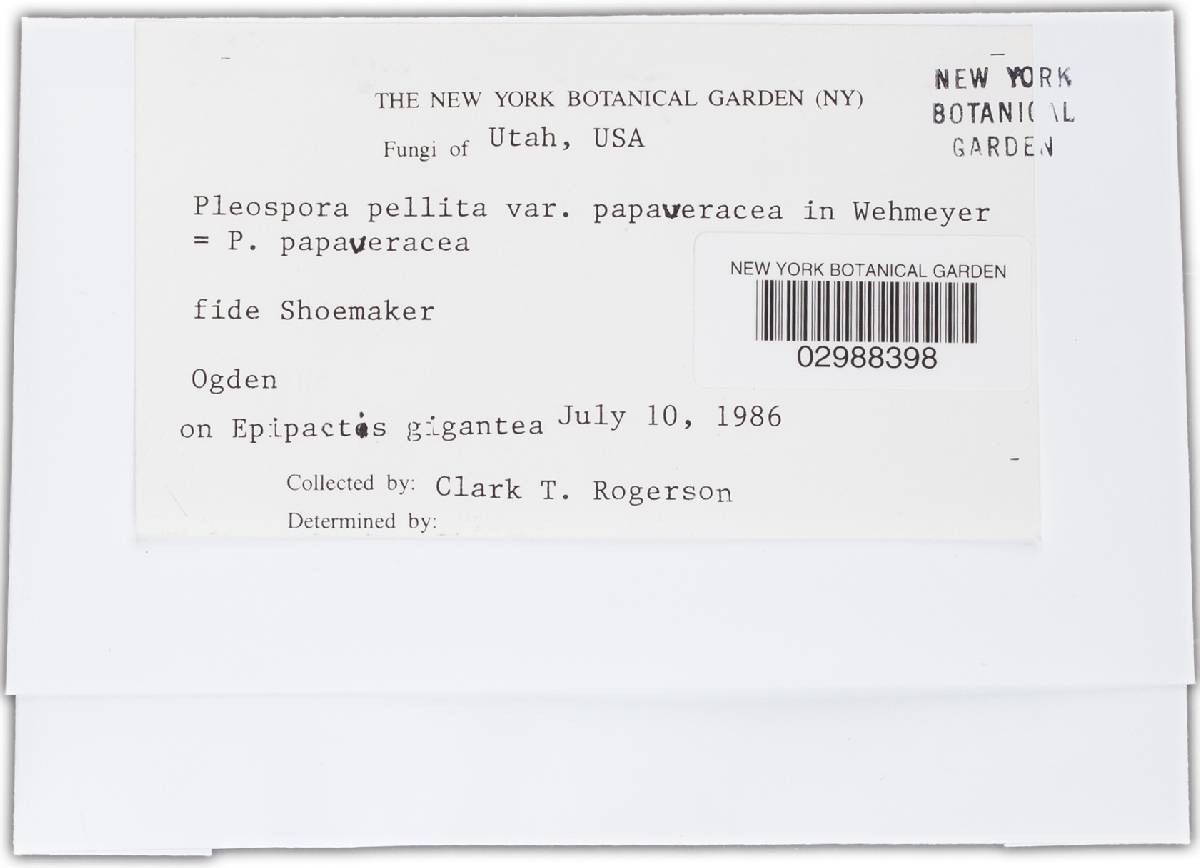 THE NEW YORK BOTANICAL GARDEN (NY)
NEW YORK
BOTANICAL
GARDEN
Fungi of Utah, USA
Pleospora pellita var. papaveracea in Wehmeyer
= P. papaveracea
NEW YORK BOTANICAL GARDEN
02988398
fide Shoemaker
Ogden
on Epipactis gigantea July 10, 1986
Collected by: Clark T. Rogerson
Determined by: